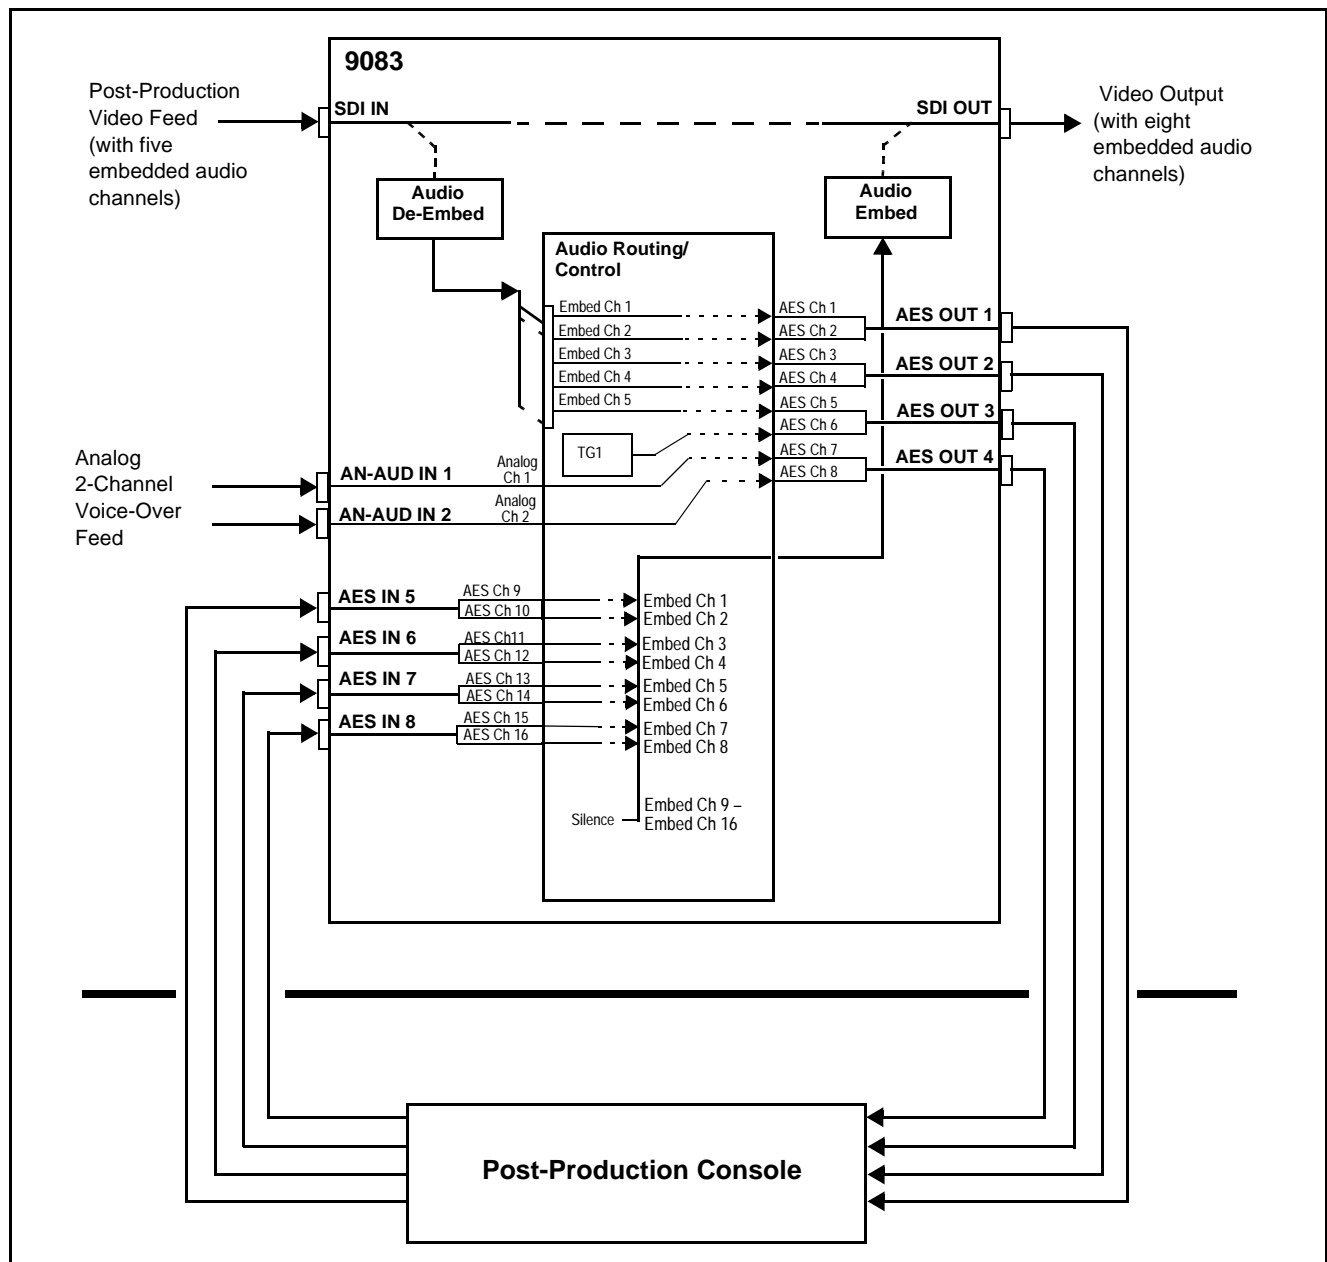 9083
Post-Production
Video Feed
(with five
embedded audio
channels)
SDI IN
SDI OUT
Video Output
(with eight
embedded audio
channels)
Audio
De-Embed
Audio
Embed
Audio Routing/
Control
Embed Ch 1
Embed Ch 2
Embed Ch 3
Embed Ch 4
Embed Ch 5
TG1
AES Ch 1
AES Ch 2
AES Ch 3
AES Ch 4
AES Ch 5
AES Ch 6
AES Ch 7
AES Ch 8
AES OUT 1
AES OUT 2
AES OUT 3
AES OUT 4
Analog
2-Channel
Voice-Over
Feed
AN-AUD IN 1
Analog
Ch 1
AN-AUD IN 2
Analog
Ch 2
AES IN 5
AES Ch 9
AES Ch 10
AES IN 6
AES Ch11
AES Ch 12
AES IN 7
AES Ch 13
AES Ch 14
AES IN 8
AES Ch 15
AES Ch 16
Embed Ch 1
Embed Ch 2
Embed Ch 3
Embed Ch 4
Embed Ch 5
Embed Ch 6
Embed Ch 7
Embed Ch 8
Silence
Embed Ch 9 –
Embed Ch 16
Post-Production Console